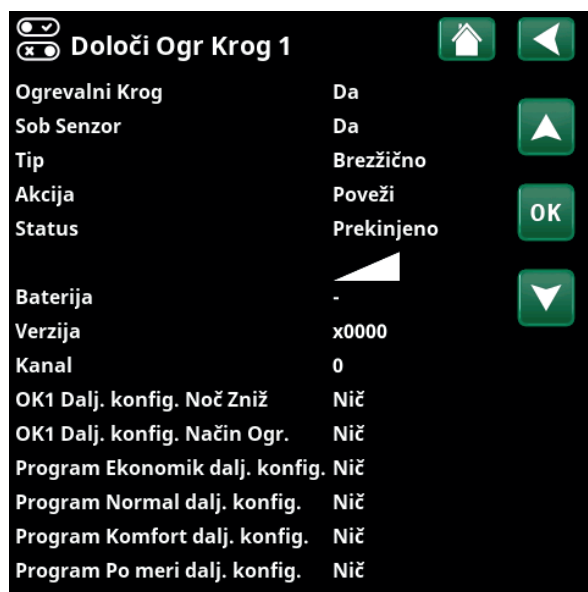 Določi Ogr Krog 1
Ogrevalni Krog Da
Sob Senzor Da
Tip Brezžično
Akcija Poveži
OK
Status Prekinjeno
Baterija -
Verzija x0000
Kanal 0
OK1 Dalj. konfig. Noč Zniž Nič
OK1 Dalj. konfig. Način Ogr. Nič
Program Ekonomik dalj. konfig. Nič
Program Normal dalj. konfig. Nič
Program Komfort dalj. konfig. Nič
Program Po meri dalj. konfig. Nič